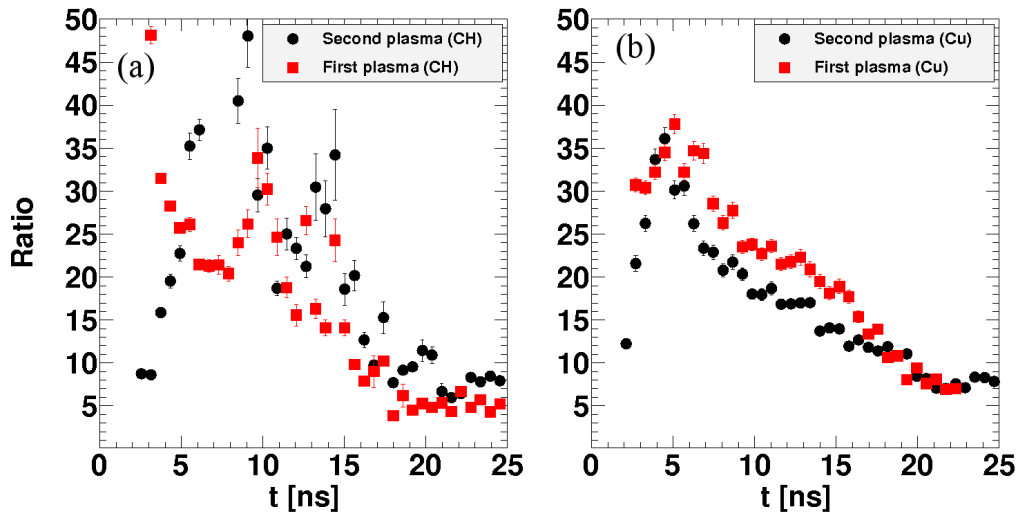 (a)
Second plasma (CH)
First plasma (CH)
50
45
40
35
30
25
20
15
10
5
Ratio
0 5 10 15 20 25
t [ns]
(b)
Second plasma (Cu)
First plasma (Cu)
50
45
40
35
30
25
20
15
10
5
0 5 10 15 20 25
t [ns]